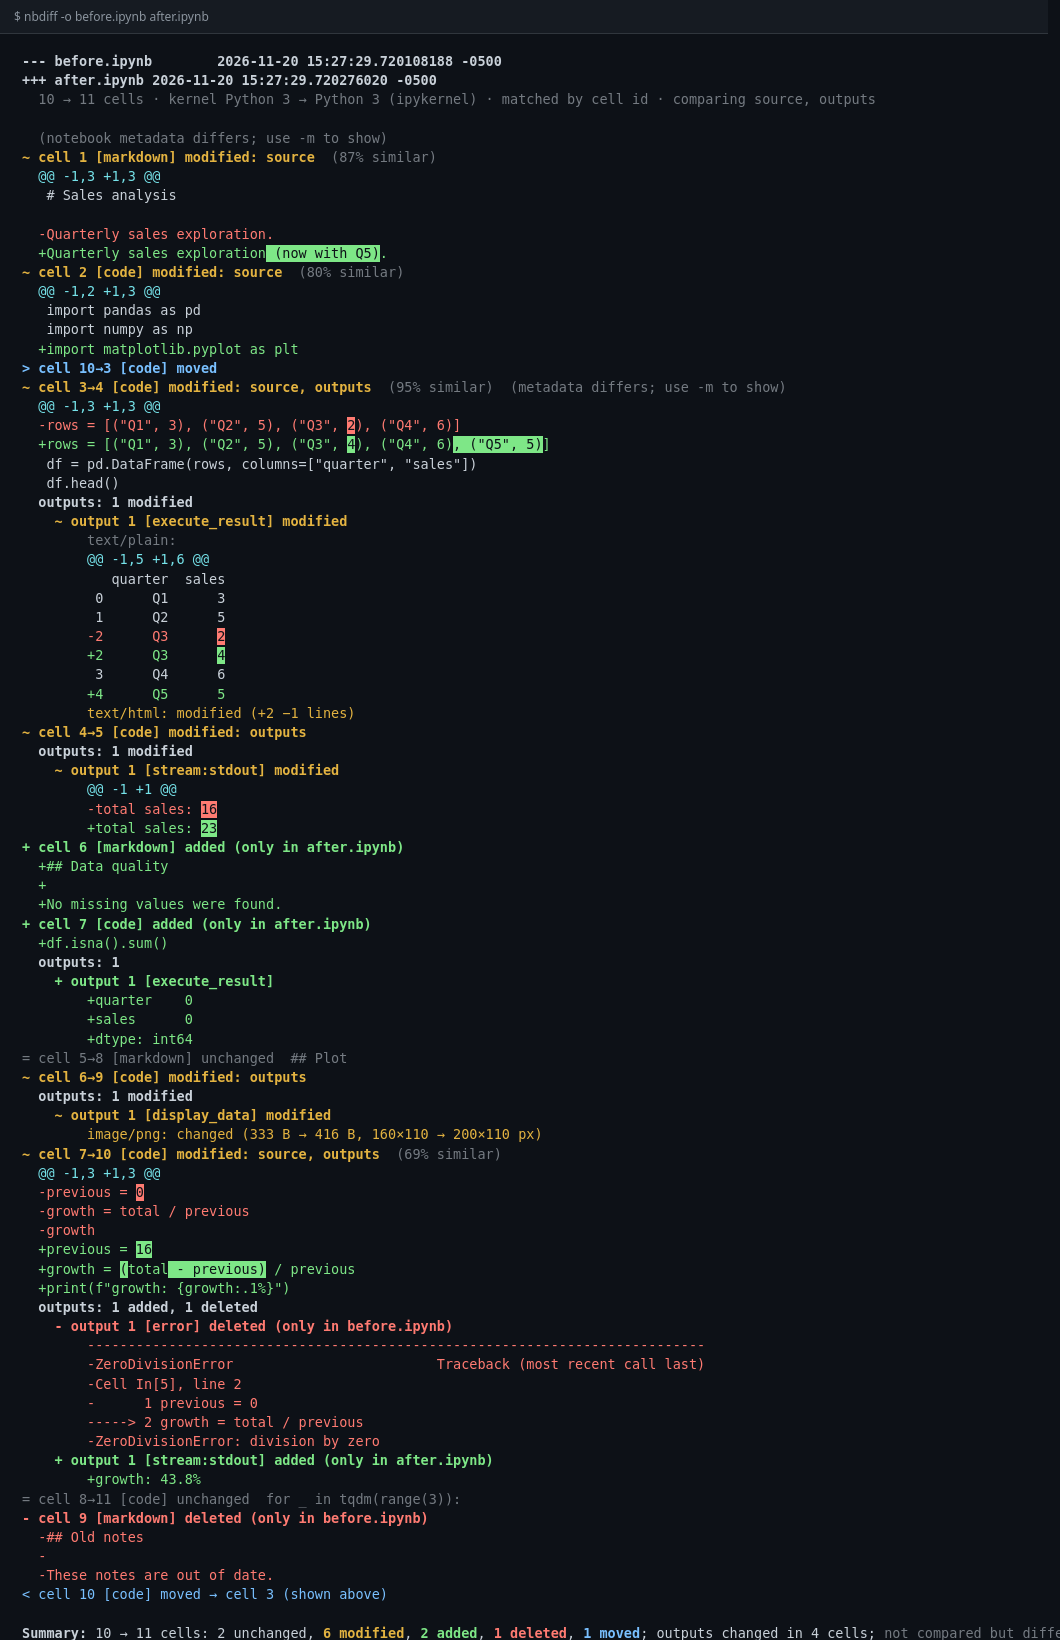 $ nbdiff -o before.ipynb after.ipynb
--- before.ipynb        2026-11-20 15:27:29.720108188 -0500
+++ after.ipynb 2026-11-20 15:27:29.720276020 -0500
  10 → 11 cells · kernel Python 3 → Python 3 (ipykernel) · matched by cell id · comparing source, outputs
  (notebook metadata differs; use -m to show)
~ cell 1 [markdown] modified: source  (87% similar)
  @@ -1,3 +1,3 @@
   # Sales analysis
  -Quarterly sales exploration.
  +Quarterly sales exploration (now with Q5).
~ cell 2 [code] modified: source  (80% similar)
  @@ -1,2 +1,3 @@
   import pandas as pd
   import numpy as np
  +import matplotlib.pyplot as plt
> cell 10→3 [code] moved
~ cell 3→4 [code] modified: source, outputs  (95% similar)  (metadata differs; use -m to show)
  @@ -1,3 +1,3 @@
  -rows = [("Q1", 3), ("Q2", 5), ("Q3", 2), ("Q4", 6)]
  +rows = [("Q1", 3), ("Q2", 5), ("Q3", 4), ("Q4", 6), ("Q5", 5)]
   df = pd.DataFrame(rows, columns=["quarter", "sales"])
   df.head()
  outputs: 1 modified
    ~ output 1 [execute_result] modified
        text/plain:
        @@ -1,5 +1,6 @@
           quarter  sales
         0      Q1      3
         1      Q2      5
        -2      Q3      2
        +2      Q3      4
         3      Q4      6
        +4      Q5      5
        text/html: modified (+2 −1 lines)
~ cell 4→5 [code] modified: outputs
  outputs: 1 modified
    ~ output 1 [stream:stdout] modified
        @@ -1 +1 @@
        -total sales: 16
        +total sales: 23
+ cell 6 [markdown] added (only in after.ipynb)
  +## Data quality
  +
  +No missing values were found.
+ cell 7 [code] added (only in after.ipynb)
  +df.isna().sum()
  outputs: 1
    + output 1 [execute_result]
        +quarter    0
        +sales      0
        +dtype: int64
= cell 5→8 [markdown] unchanged  ## Plot
~ cell 6→9 [code] modified: outputs
  outputs: 1 modified
    ~ output 1 [display_data] modified
        image/png: changed (333 B → 416 B, 160×110 → 200×110 px)
~ cell 7→10 [code] modified: source, outputs  (69% similar)
  @@ -1,3 +1,3 @@
  -previous = 0
  -growth = total / previous
  -growth
  +previous = 16
  +growth = (total - previous) / previous
  +print(f"growth: {growth:.1%}")
  outputs: 1 added, 1 deleted
    - output 1 [error] deleted (only in before.ipynb)
        ----------------------------------------------------------------------------
        -ZeroDivisionError                         Traceback (most recent call last)
        -Cell In[5], line 2
        -      1 previous = 0
        -----> 2 growth = total / previous
        -ZeroDivisionError: division by zero
    + output 1 [stream:stdout] added (only in after.ipynb)
        +growth: 43.8%
= cell 8→11 [code] unchanged  for _ in tqdm(range(3)):
- cell 9 [markdown] deleted (only in before.ipynb)
  -## Old notes
  -
  -These notes are out of date.
< cell 10 [code] moved → cell 3 (shown above)
Summary: 10 → 11 cells: 2 unchanged, 6 modified, 2 added, 1 deleted, 1 moved; outputs changed in 4 cells; not compared but